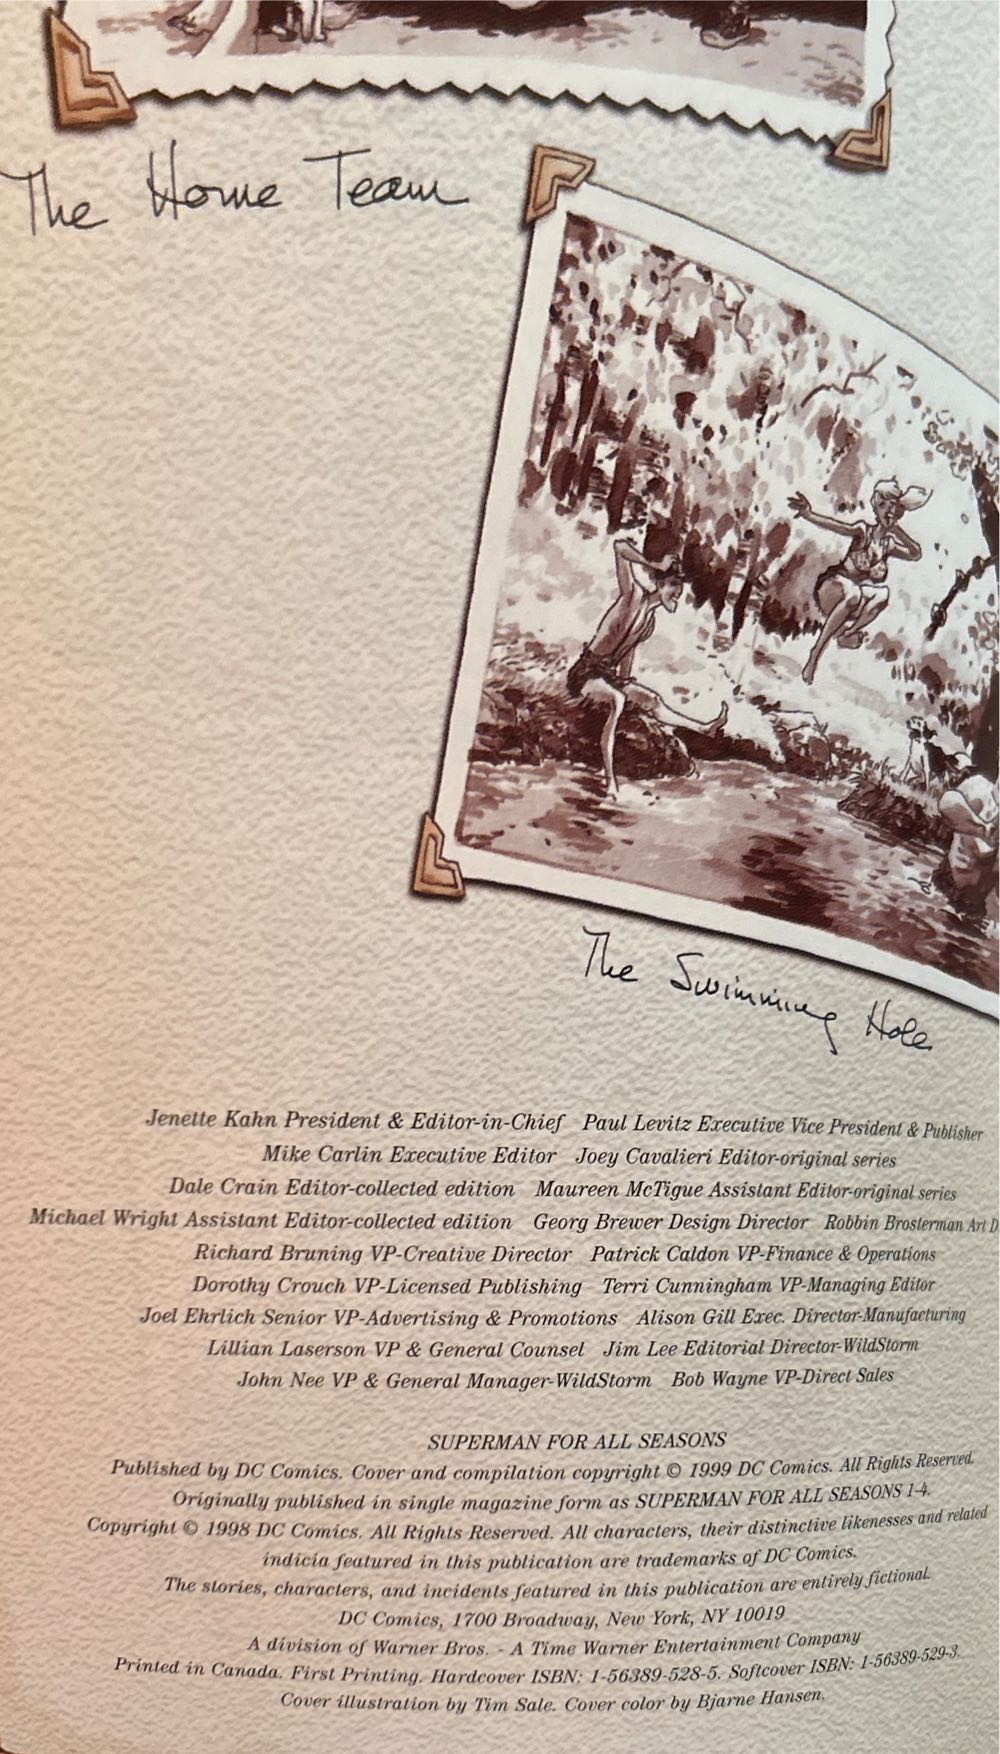 The Home Team
The Swimming Hole
Jenette Kahn President & Editor-in-Chief Paul Levitz Executive Vice President & Publisher
Mike Carlin Executive Editor Joey Cavalieri Editor-original series
Dale Crain Editor-collected edition Maureen McTigue Assistant Editor-original series
Michael Wright Assistant Editor-collected edition Georg Brewer Design Director Robbin Brosterman Art D
Richard Bruning VP-Creative Director Patrick Caldon VP-Finance & Operations
Dorothy Crouch VP-Licensed Publishing Terri Cunningham VP-Managing Editor
Joel Ehrlich Senior VP-Advertising & Promotions Alison Gill Exec. Director-Manufacturing
Lillian Laserson VP & General Counsel Jim Lee Editorial Director-WildStorm
John Nee VP & General Manager-WildStorm Bob Wayne VP-Direct Sales
SUPERMAN FOR ALL SEASONS
Published by DC Comics. Cover and compilation copyright © 1999 DC Comics. All Rights Reserved.
Originally published in single magazine form as SUPERMAN FOR ALL SEASONS 1-4.
Copyright © 1998 DC Comics. All Rights Reserved. All characters, their distinctive likenesses and related
indicia featured in this publication are trademarks of DC Comics.
The stories, characters, and incidents featured in this publication are entirely fictional.
DC Comics, 1700 Broadway, New York, NY 10019
A division of Warner Bros. - A Time Warner Entertainment Company
Printed in Canada. First Printing. Hardcover ISBN: 1-56389-528-5. Softcover ISBN: 1-56389-529-3.
Cover illustration by Tim Sale. Cover color by Bjarne Hansen.